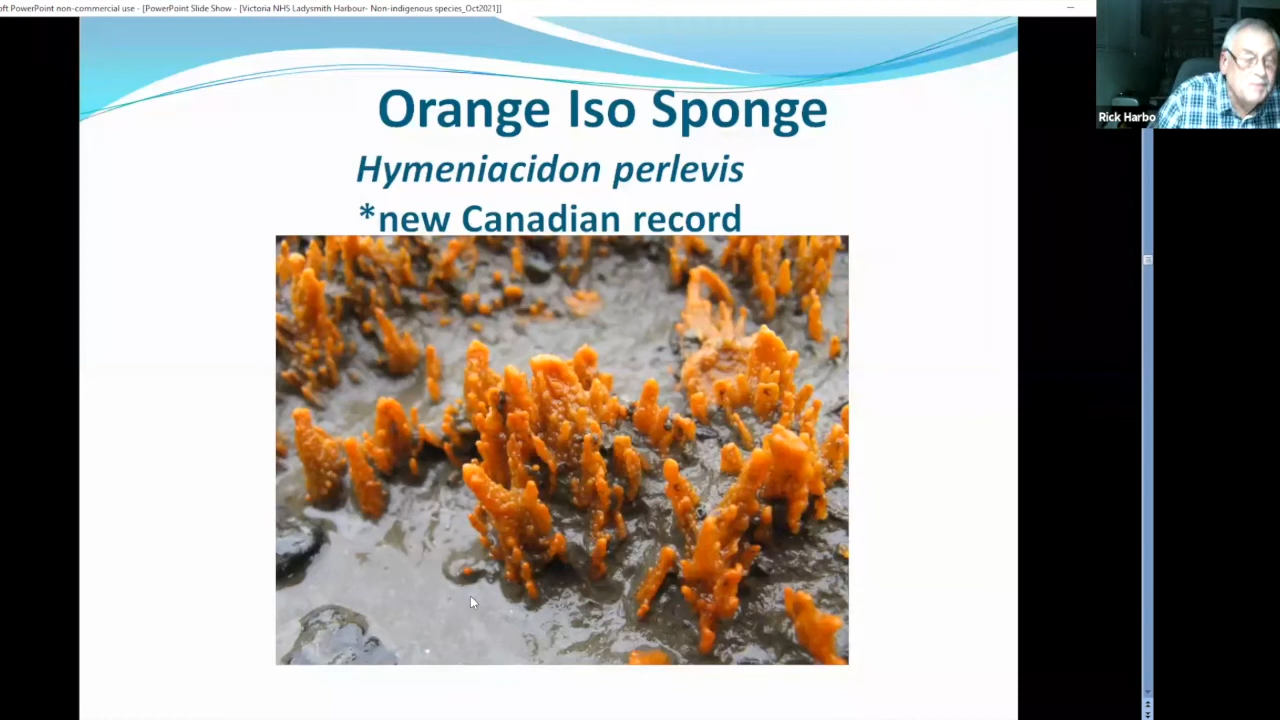 oft PowerPoint non-commercial use - [PowerPoint Slide Show - [Victoria NHS Ladysmith Harbour- Non-indigenous species_Oct2021]]
Orange Iso Sponge
Hymeniacidon perlevis
*new Canadian record
Rick Harbo